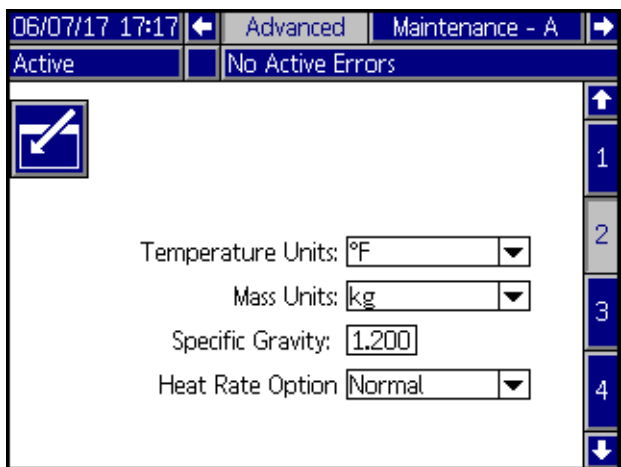 06/07/17 17:17 Advanced Maintenance - A
Active No Active Errors
1
2
Temperature Units: °F
Mass Units: kg
3
Specific Gravity: 1.200
Heat Rate Option Normal
4